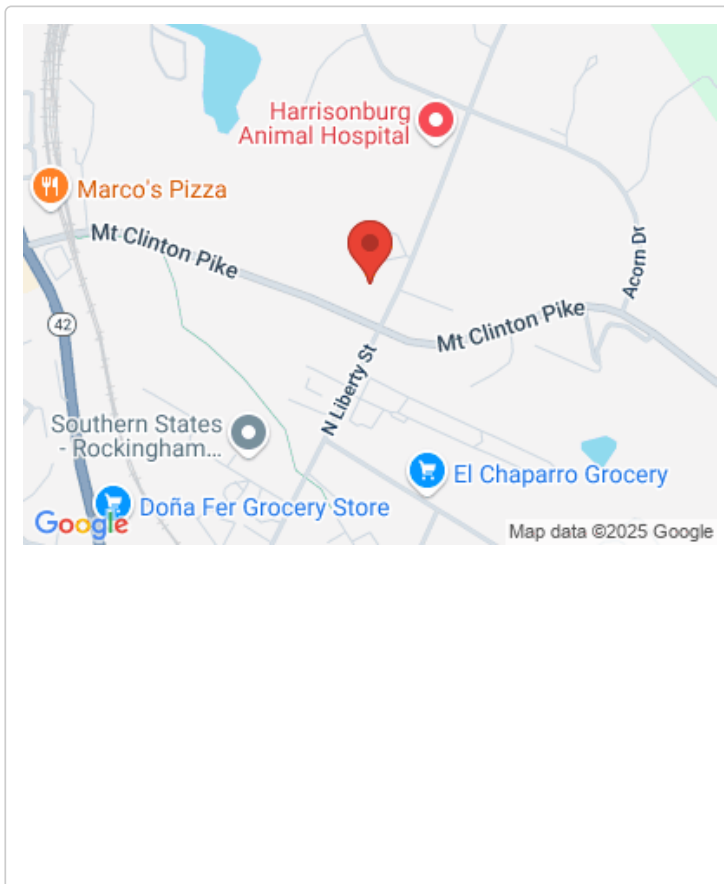 Harrisonburg
Animal Hospital
Marco's Pizza
Mt Clinton Pike
Acorn Dr
42
Mt Clinton Pike
N Liberty St
Southern States
- Rockingham...
El Chaparro Grocery
Doña Fer Grocery Store
Google
Map data ©2025 Google